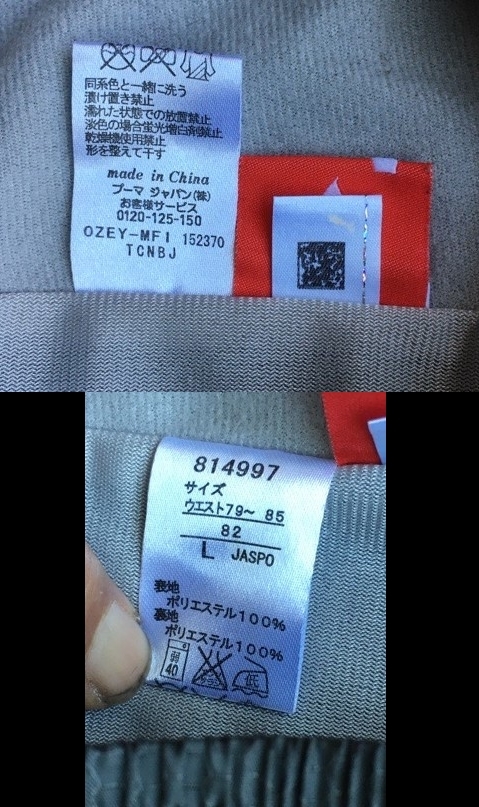 同系色と一緒に洗う
漬け置き禁止
濡れた状態での放置禁止
淡色の場合蛍光増白剤禁止
乾燥機使用禁止
形を整えて干す
made in China
プーマ ジャパン(株)
お客様サービス
0120-125-150
OZEY-MFI 152370
TCNBJ
814997
サイズ
ウエスト79～ 85
82
L JASPO
表地
ポリエステル100%
裏地
ポリエステル100%
弱
40
低